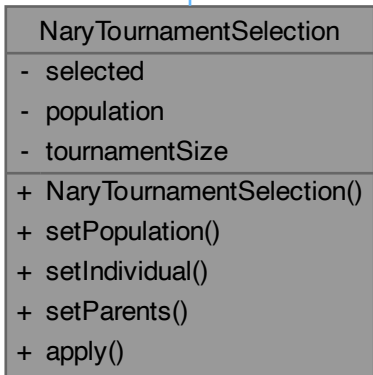 NaryTournamentSelection
- selected
- population
- tournamentSize
+ NaryTournamentSelection()
+ setPopulation()
+ setIndividual()
+ setParents()
+ apply()